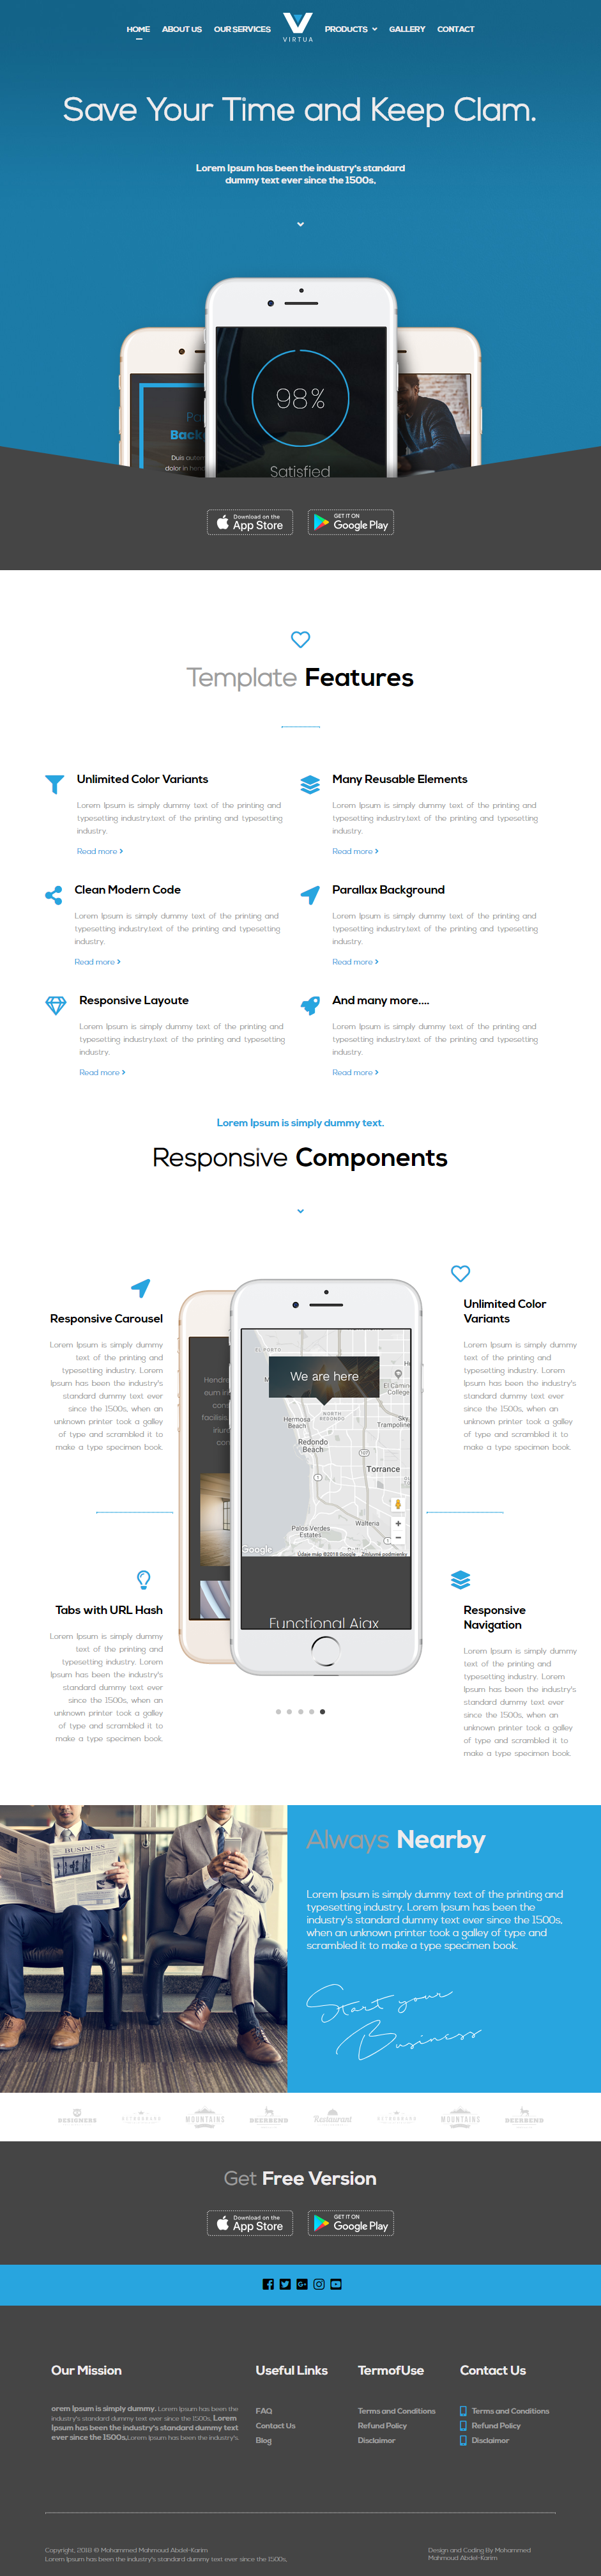 HOME ABOUT US OUR SERVICES VIRTUA PRODUCTS GALLERY CONTACT
Save Your Time and Keep Clam.
Lorem Ipsum has been the industry's standard
dummy text ever since the 1500s.
98%
Satisfied
Duis
dolor in
Download on the
App Store
GET IT ON
Google Play
Template Features
Unlimited Color Variants
Lorem Ipsum is simply dummy text of the printing and
typesetting industry.text of the printing and typesetting
industry.
Read more
Many Reusable Elements
Lorem Ipsum is simply dummy text of the printing and
typesetting industry.text of the printing and typesetting
industry.
Read more
Clean Modern Code
Lorem Ipsum is simply dummy text of the printing and
typesetting industry.text of the printing and typesetting
industry.
Read more
Parallax Background
Lorem Ipsum is simply dummy text of the printing and
typesetting industry.text of the printing and typesetting
industry.
Read more
Responsive Layoute
Lorem Ipsum is simply dummy text of the printing and
typesetting industry.text of the printing and typesetting
industry.
Read more
And many more....
Lorem Ipsum is simply dummy text of the printing and
typesetting industry.text of the printing and typesetting
industry.
Read more
Lorem Ipsum is simply dummy text.
Responsive Components
Responsive Carousel
Lorem Ipsum is simply dummy
text of the printing and
typesetting industry. Lorem
Ipsum has been the industry's
standard dummy text ever
since the 1500s, when an
unknown printer took a galley
of type and scrambled it to
make a type specimen book.
Tabs with URL Hash
Lorem Ipsum is simply dummy
text of the printing and
typesetting industry. Lorem
Ipsum has been the industry's
standard dummy text ever
since the 1500s, when an
unknown printer took a galley
of type and scrambled it to
make a type specimen book.
EL PORTO
We are here
El Camino
College
Hermosa
Beach
NORTH
REDONDO
Redondo
Beach
Torrance
Palos Verdes
Estates
Walteria
Google
Údaje máp ©2018 Google Zmluvné podmienky
Functional Ajax
Unlimited Color
Variants
Lorem Ipsum is simply dummy
text of the printing and
typesetting industry. Lorem
Ipsum has been the industry's
standard dummy text ever
since the 1500s, when an
unknown printer took a galley
of type and scrambled it to
make a type specimen book.
Responsive
Navigation
Lorem Ipsum is simply dummy
text of the printing and
typesetting industry. Lorem
Ipsum has been the industry's
standard dummy text ever
since the 1500s, when an
unknown printer took a galley
of type and scrambled it to
make a type specimen book.
BUSINESS
Always Nearby
Lorem Ipsum is simply dummy text of the printing and
typesetting industry. Lorem Ipsum has been the
industry's standard dummy text ever since the 1500s,
when an unknown printer took a galley of type and
scrambled it to make a type specimen book.
Start your
Business
DESIGNERS MOUNTAINS DEERBEND Restaurant MOUNTAINS DEERBEND
Get Free Version
Download on the
App Store
GET IT ON
Google Play
Our Mission
orem Ipsum is simply dummy. Lorem Ipsum has been the
industry's standard dummy text ever since the 1500s, Lorem
Ipsum has been the industry's standard dummy text
ever since the 1500s,Lorem Ipsum has been the industry's.
Useful Links
FAQ
Contact Us
Blog
TermofUse
Terms and Conditions
Refund Policy
Disclaimor
Contact Us
Terms and Conditions
Refund Policy
Disclaimor
Copyright, 2018 © Mohammed Mahmoud Abdel-Karim
Lorem Ipsum has been the industry's standard dummy text ever since the 1500s,
Design and Coding By Mohammed
Mahmoud Abdel-Karim